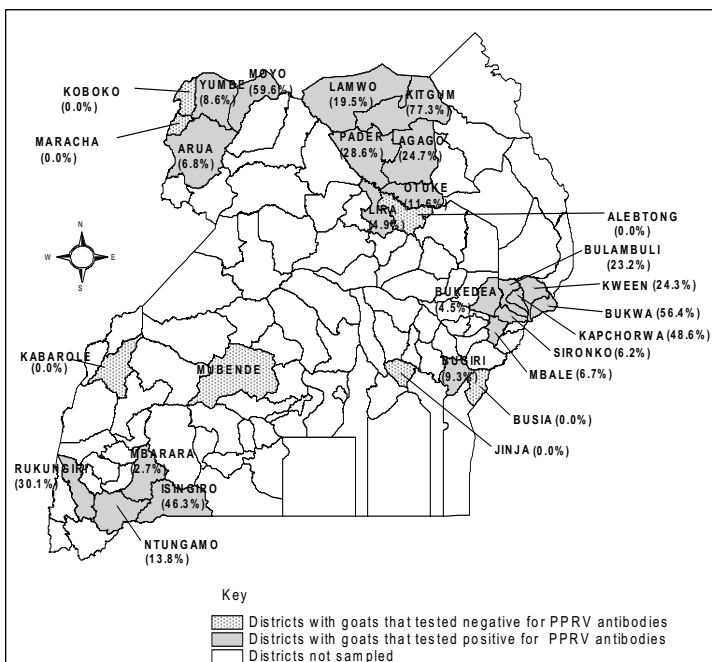 MOYO
(59.6%)
YUMBE
(8.6%)
KOBOKO
(0.0%)
LAMWO
(19.5%)
KITGUM
(77.3%)
MARACHA
(0.0%)
ARUA
(6.8%)
PADER
(28.6%)
AGAGO
(24.7%)
OTUKE
(11.6%)
LIRA
(4.9%)
ALEBTONG
(0.0%)
N
W E
S
BULAMBULI
(23.2%)
KWEEN (24.3%)
BUKEDEA
(4.5%)
BUKWA (56.4%)
KAPCHORWA (48.6%)
SIRONKO (6.2%)
MBALE (6.7%)
KABAROLE
(0.0%)
MUBENDE
BUGIRI
(9.3%)
BUSIA (0.0%)
JINJA (0.0%)
MBARARA
(2.7%)
RUKUNGIRI
(30.1%)
ISINGIRO
(46.3%)
NTUNGAMO
(13.8%)
Key
Districts with goats that tested negative for PPRV antibodies
Districts with goats that tested positive for PPRV antibodies
Districts not sampled